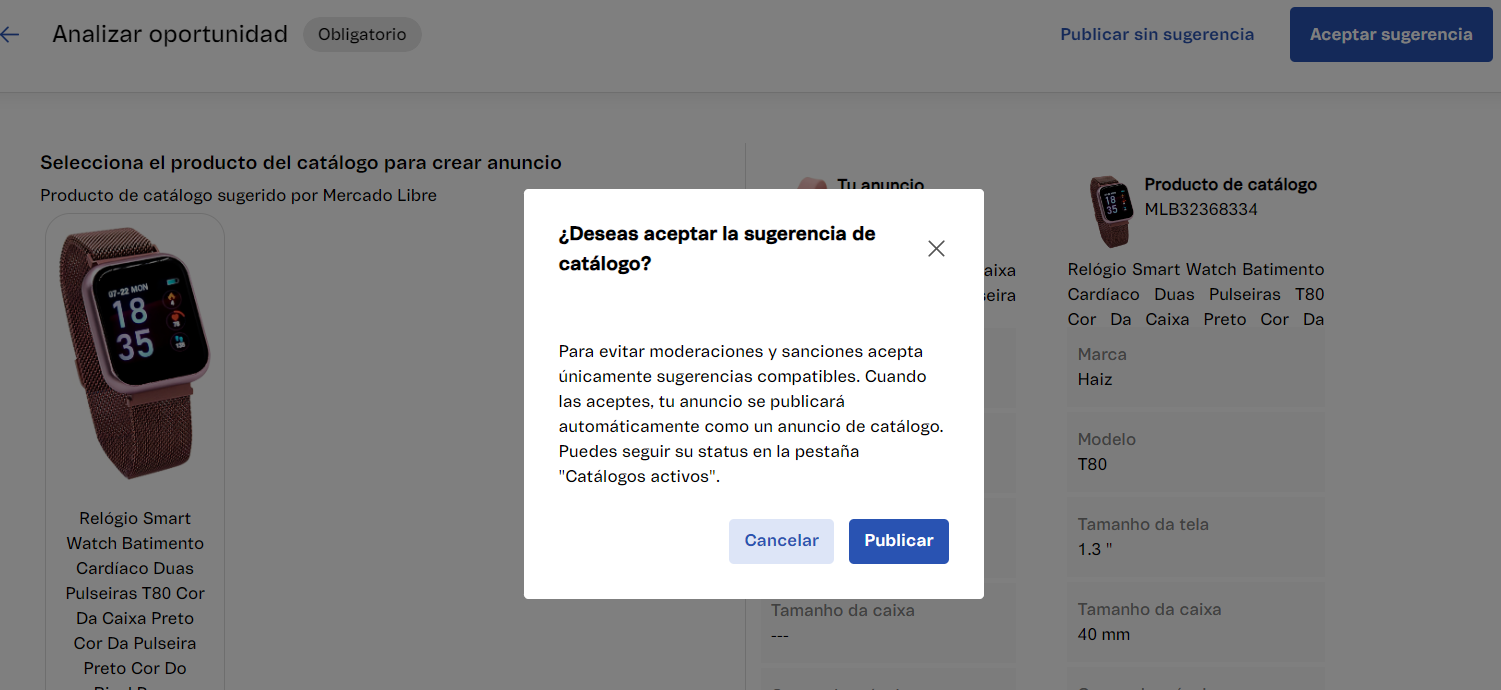 Analizar oportunidad
Obligatorio
Publicar sin sugerencia
Aceptar sugerencia
Selecciona el producto del catálogo para crear anuncio
Producto de catálogo sugerido por Mercado Libre
07-22 MON
18
35
Relógio Smart
Watch Batimento
Cardíaco Duas
Pulseiras T80 Cor
Da Caixa Preto
Cor Da Pulseira
Preto Cor Do
¿Deseas aceptar la sugerencia de
catálogo?
Para evitar moderaciones y sanciones acepta
únicamente sugerencias compatibles. Cuando
las aceptes, tu anuncio se publicará
automáticamente como un anuncio de catálogo.
Puedes seguir su status en la pestaña
"Catálogos activos".
Cancelar
Publicar
Tu anuncio
aixa
seira
Tamanho da caixa
---
Producto de catálogo
MLB32368334
18
35
Relógio Smart Watch Batimento
Cardíaco Duas Pulseiras T80
Cor Da Caixa Preto Cor Da
Marca
Haiz
Modelo
T80
Tamanho da tela
1.3 "
Tamanho da caixa
40 mm